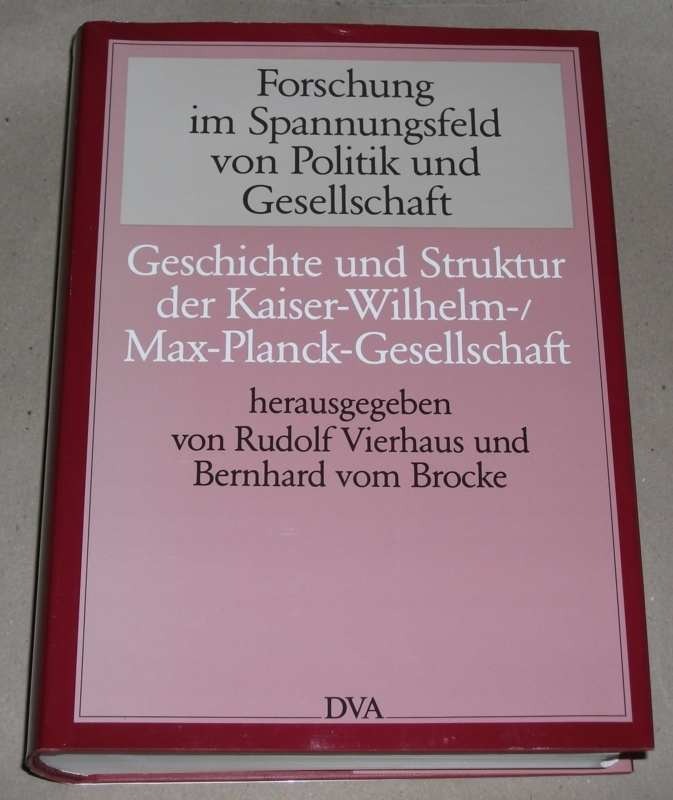 Forschung
im Spannungsfeld
von Politik und
Gesellschaft
Geschichte und Struktur
der Kaiser-Wilhelm-/
Max-Planck-Gesellschaft
herausgegeben
von Rudolf Vierhaus und
Bernhard vom Brocke
DVA